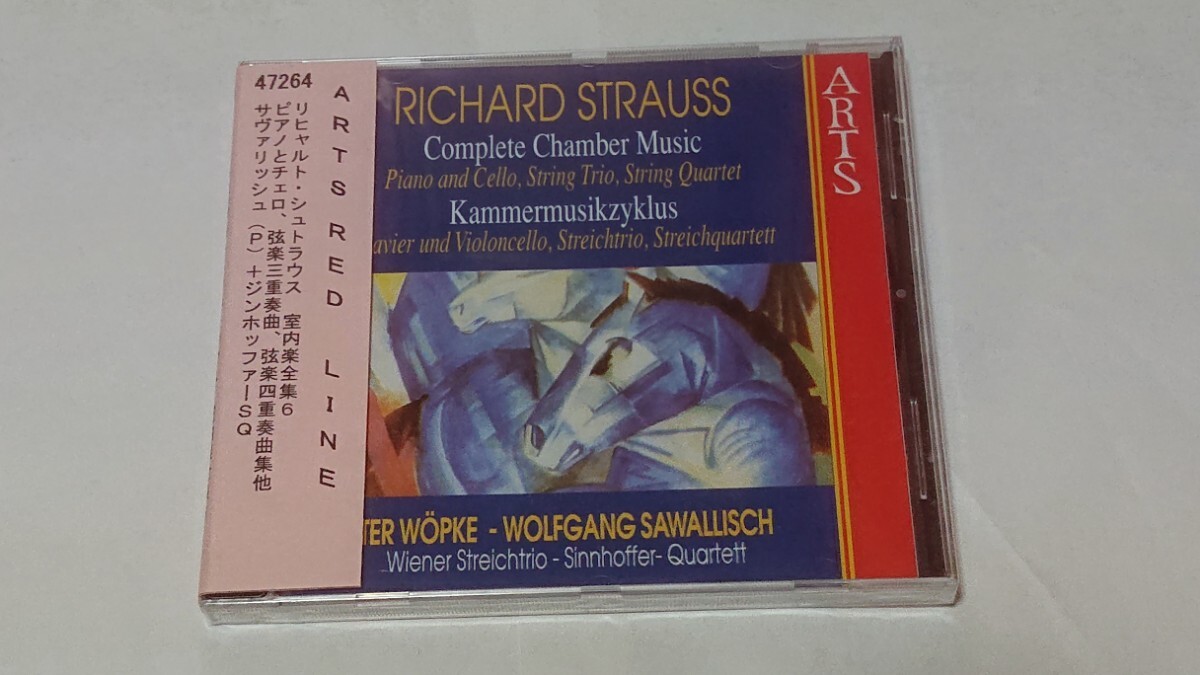 47264
ARTS RED LINE
リヒャルト・シュトラウス 室内楽全集6
ピアノとチェロ、弦楽三重奏曲、弦楽四重奏曲集他
サヴァリッシュ（P）＋ジンホッファーSQ
RICHARD STRAUSS
Complete Chamber Music
Piano and Cello, String Trio, String Quartet
Kammermusikzyklus
avier und Violoncello, Streichtrio, Streichquartett
TER WÖPKE - WOLFGANG SAWALLISCH
Wiener Streichtrio - Sinnhoffer- Quartett
ARTS